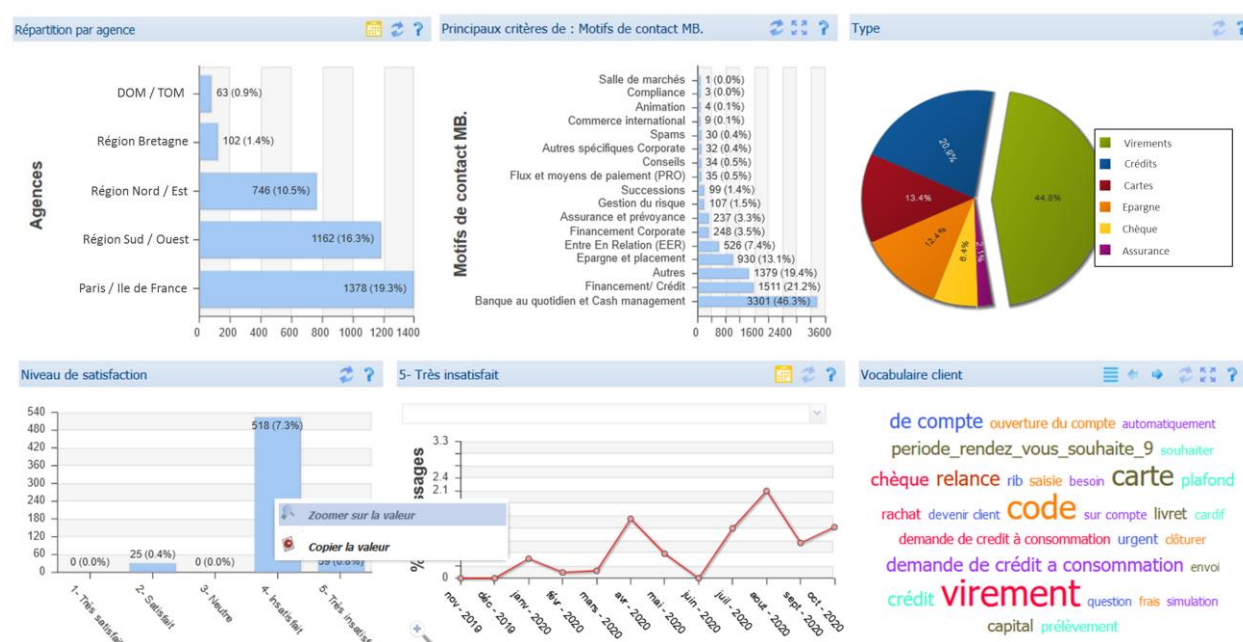 Répartition par agence
Agences
DOM / TOM
63 (0.9%)
Région Bretagne
102 (1.4%)
Région Nord / Est
746 (10.5%)
Région Sud / Ouest
1162 (16.3%)
Paris / Ile de France
1378 (19.3%)
0 200 400 600 800 1000 1200 1400
Principaux critères de : Motifs de contact MB.
Motifs de contact MB.
Salle de marchés 1 (0.0%)
Compliance 3 (0.0%)
Animation 4 (0.1%)
Commerce international 9 (0.1%)
Spams 30 (0.4%)
Autres spécifiques Corporate 32 (0.4%)
Conseils 34 (0.5%)
Flux et moyens de paiement (PRO) 35 (0.5%)
Successions 99 (1.4%)
Gestion du risque 107 (1.5%)
Assurance et prévoyance 237 (3.3%)
Financement Corporate 248 (3.5%)
Entre En Relation (EER) 526 (7.4%)
Epargne et placement 930 (13.1%)
Autres 1379 (19.4%)
Financement/ Crédit 1511 (21.2%)
Banque au quotidien et Cash management 3301 (46.3%)
0 800 1600 2400 3600
Type
20.9%
13.4%
12.4%
6.4%
2.1%
44.8%
Virements
Crédits
Cartes
Epargne
Chèque
Assurance
Niveau de satisfaction
540
480
420
360
300
240
180
120
60
0
0 (0.0%)
25 (0.4%)
0 (0.0%)
518 (7.3%)
59 (0.8%)
1- Très satisfait
2- Satisfait
3- Neutre
4- Insatisfait
5- Très insatisf
Zoomer sur la valeur
Copier la valeur
5- Très insatisfait
3.3
2.4
2.1
0
%
ssages
nov - 2019
déc - 2019
janv - 2020
févr - 2020
mars - 2020
avr - 2020
mai - 2020
juin - 2020
juil - 2020
aout - 2020
sept - 2020
oct - 2020
Vocabulaire client
de compte ouverture du compte automatiquement
periode_rendez_vous_souhaite_9 souhaiter
chèque relance rib saisie besoin carte plafond
rachat devenir client code sur compte livret cardif
demande de credit à consommation urgent clôturer
demande de crédit a consommation envoi
crédit virement question frais simulation
capital prélèvement